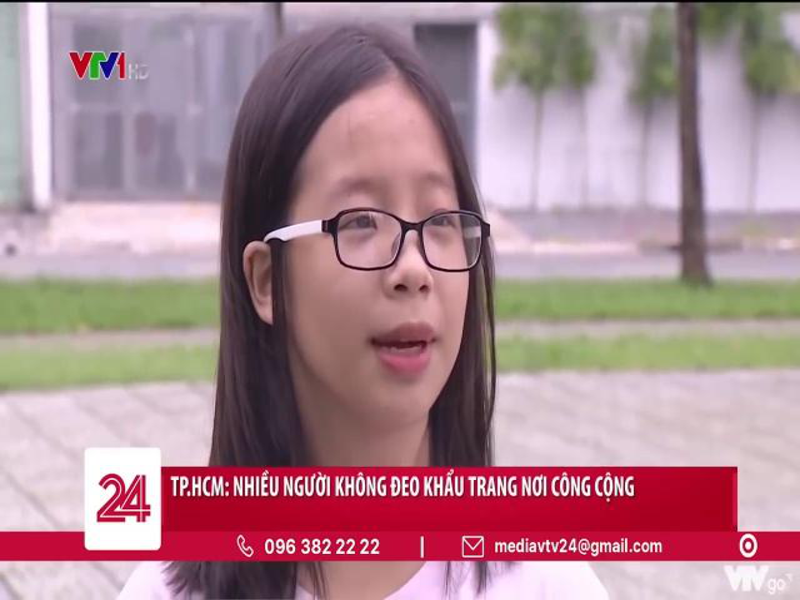 VTV1 HD
24
TP.HCM: NHIỀU NGƯỜI KHÔNG ĐEO KHẨU TRANG NƠI CÔNG CỘNG
096 382 22 22 | mediavtv24@gmail.com
VTVgo